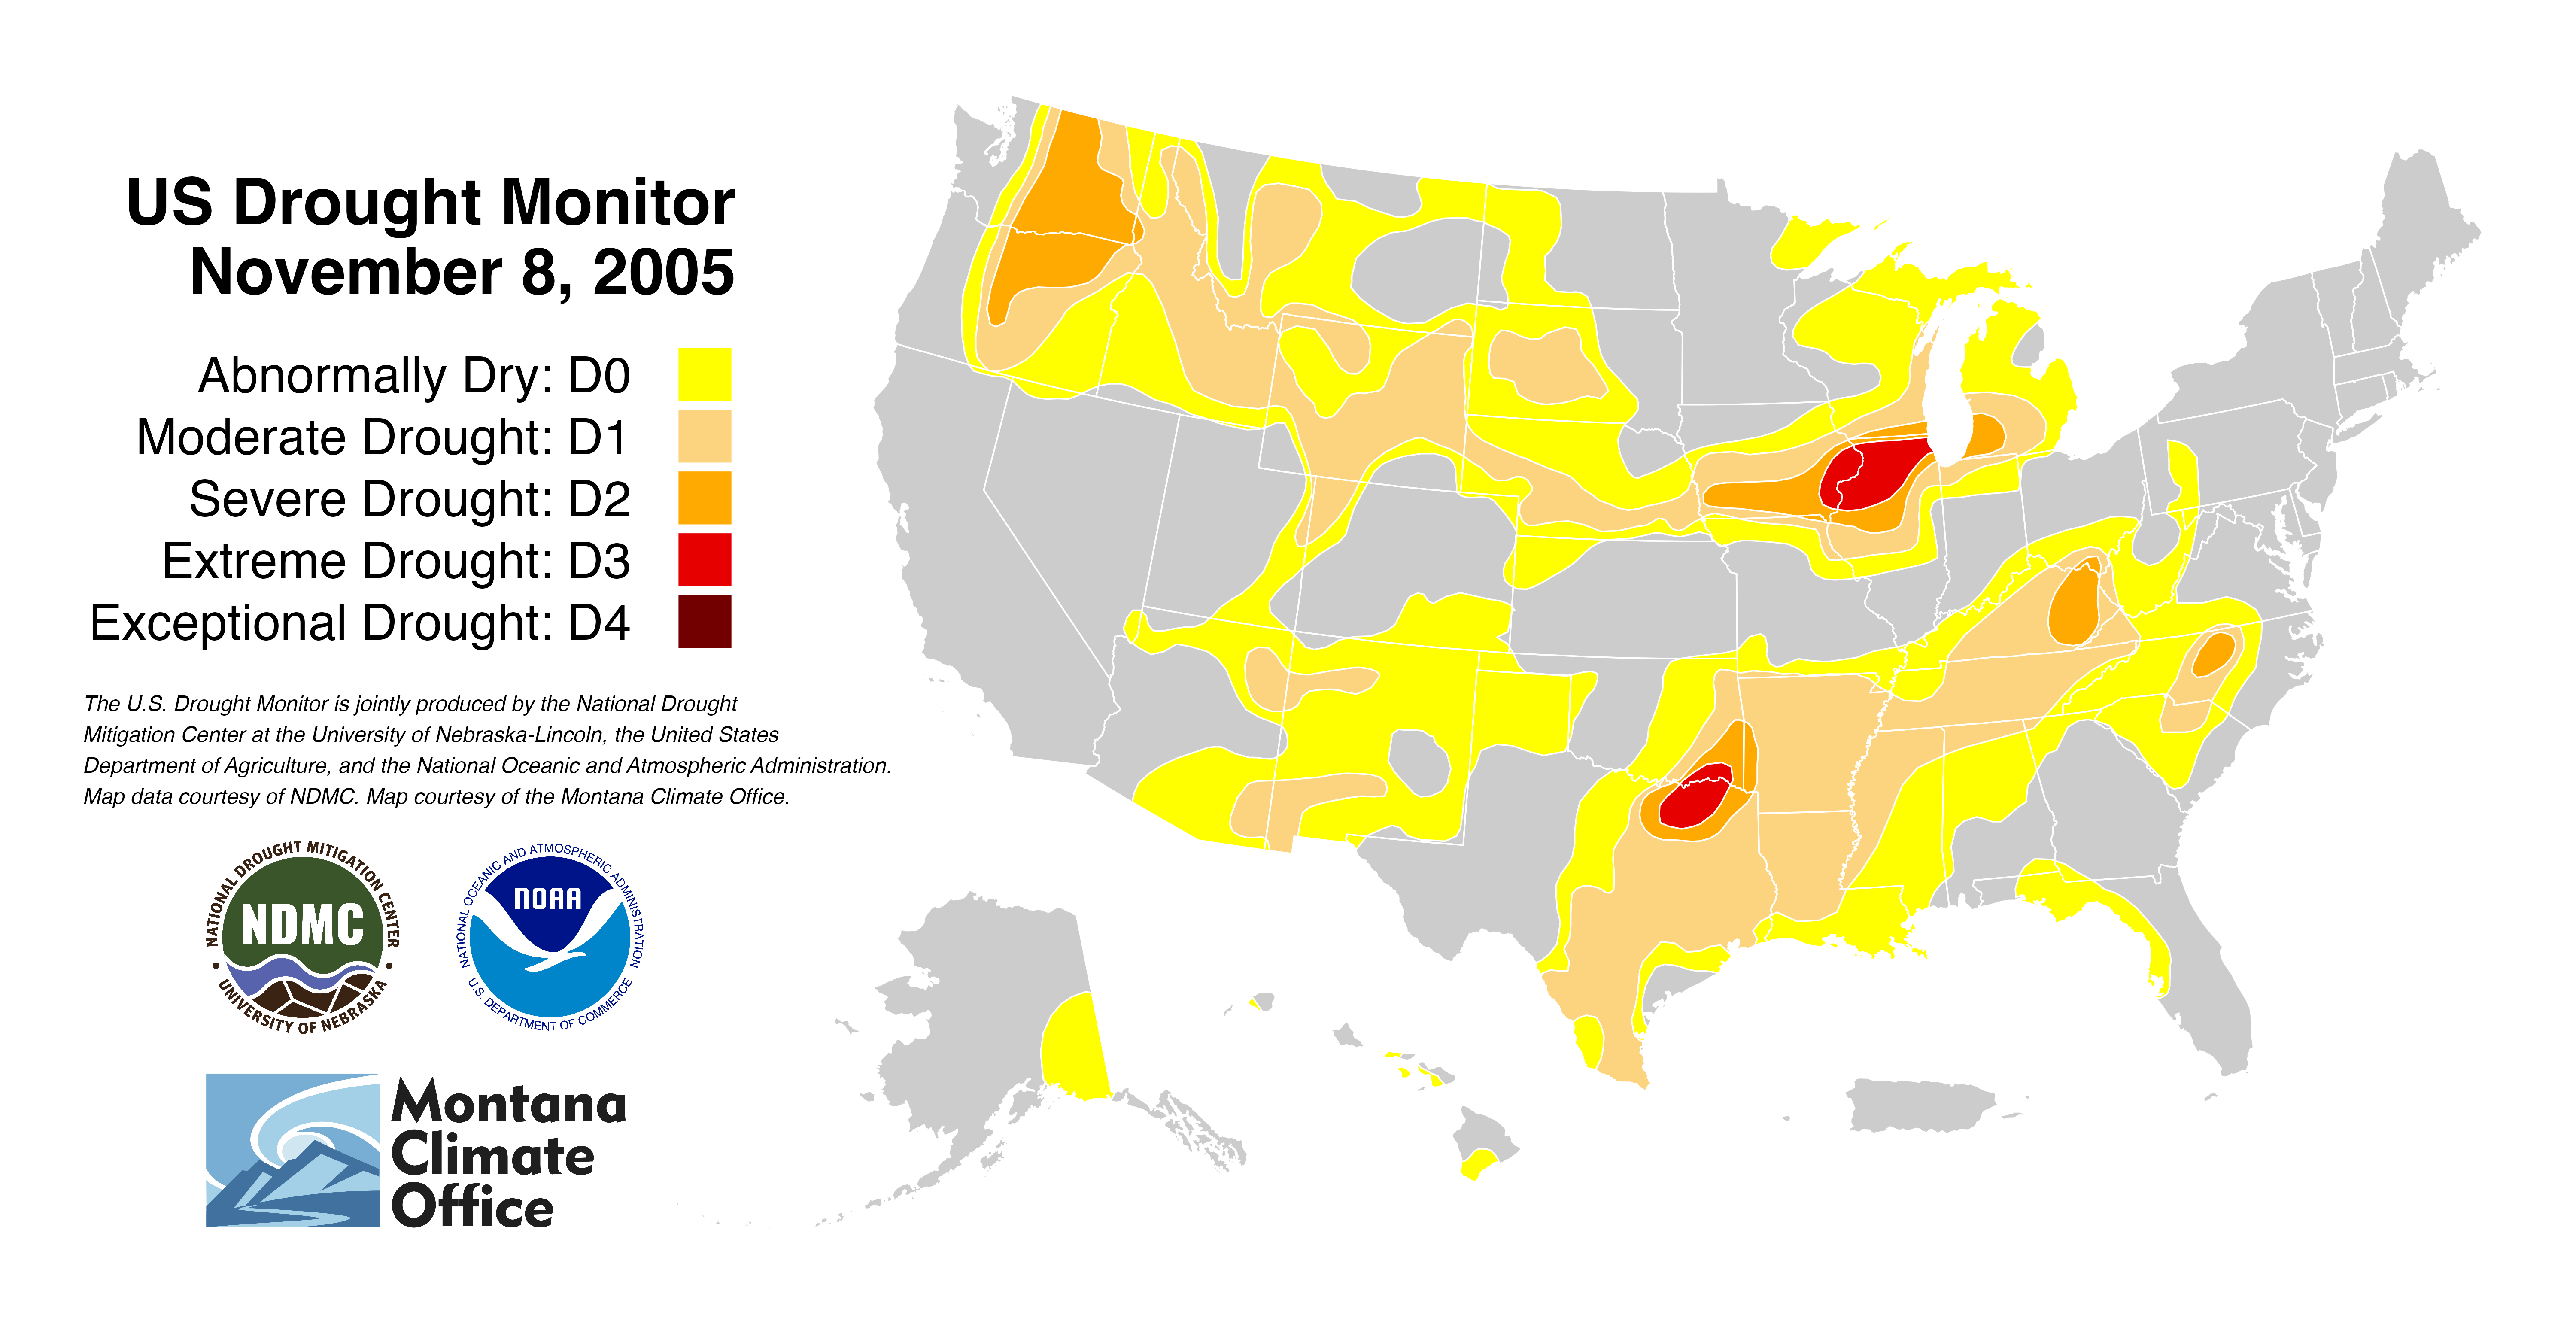 US Drought Monitor
November 8, 2005
Abnormally Dry: D0
Moderate Drought: D1
Severe Drought: D2
Extreme Drought: D3
Exceptional Drought: D4
The U.S. Drought Monitor is jointly produced by the National Drought
Mitigation Center at the University of Nebraska-Lincoln, the United States
Department of Agriculture, and the National Oceanic and Atmospheric Administration.
Map data courtesy of NDMC. Map courtesy of the Montana Climate Office.
NATIONAL DROUGHT MITIGATION CENTER
NDMC
• UNIVERSITY OF NEBRASKA •
NATIONAL OCEANIC AND ATMOSPHERIC ADMINISTRATION
NOAA
U.S. DEPARTMENT OF COMMERCE
Montana
Climate
Office